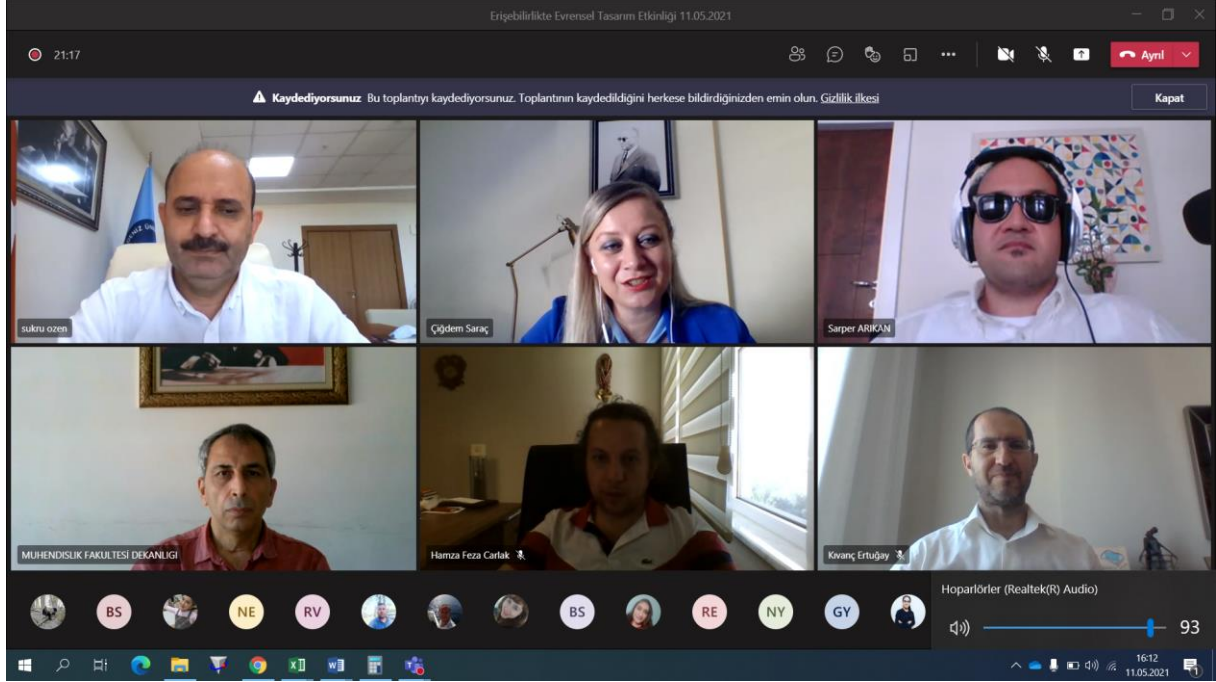 Erişebilirlikte Evrensel Tasarım Etkinliği 11.05.2021
21:17
Ayrıl
Kaydediyorsunuz Bu toplantıyı kaydediyorsunuz. Toplantının kaydedildiğini herkese bildirdiğinizden emin olun. Gizlilik ilkesi
Kapat
sukru ozen
Çiğdem Saraç
Sarper ARIKAN
MUHENDISLIK FAKULTESİ DEKANLIGI
Hamza Feza Carlak
Kıvanç Ertuğay
BS
NE
RV
BS
RE
NY
GY
Hoparlörler (Realtek(R) Audio)
93
16:12
11.05.2021